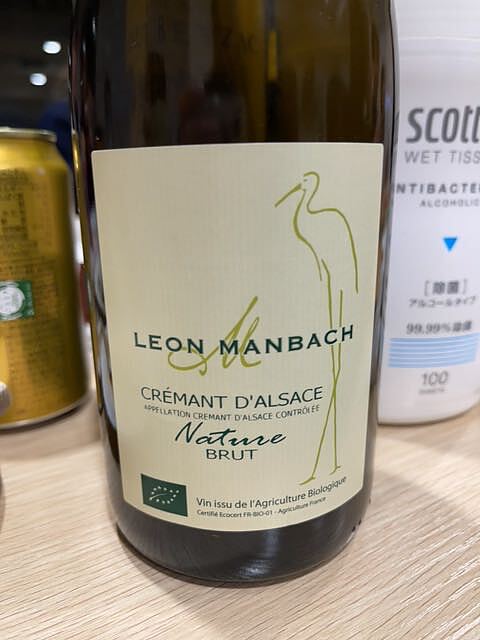 LEON MANBACH
M
CRÉMANT D'ALSACE
APPELLATION CREMANT D'ALSACE CONTRÔLÉE
Nature
BRUT
Vin issu de l'Agriculture Biologique
Certifié Ecocert FR-BIO-01 - Agriculture France
scott
WET TISS
NTIBACTE
ALCOHOLIC
[除菌]
アルコールタイプ
99.99%除菌
100
SHEETS